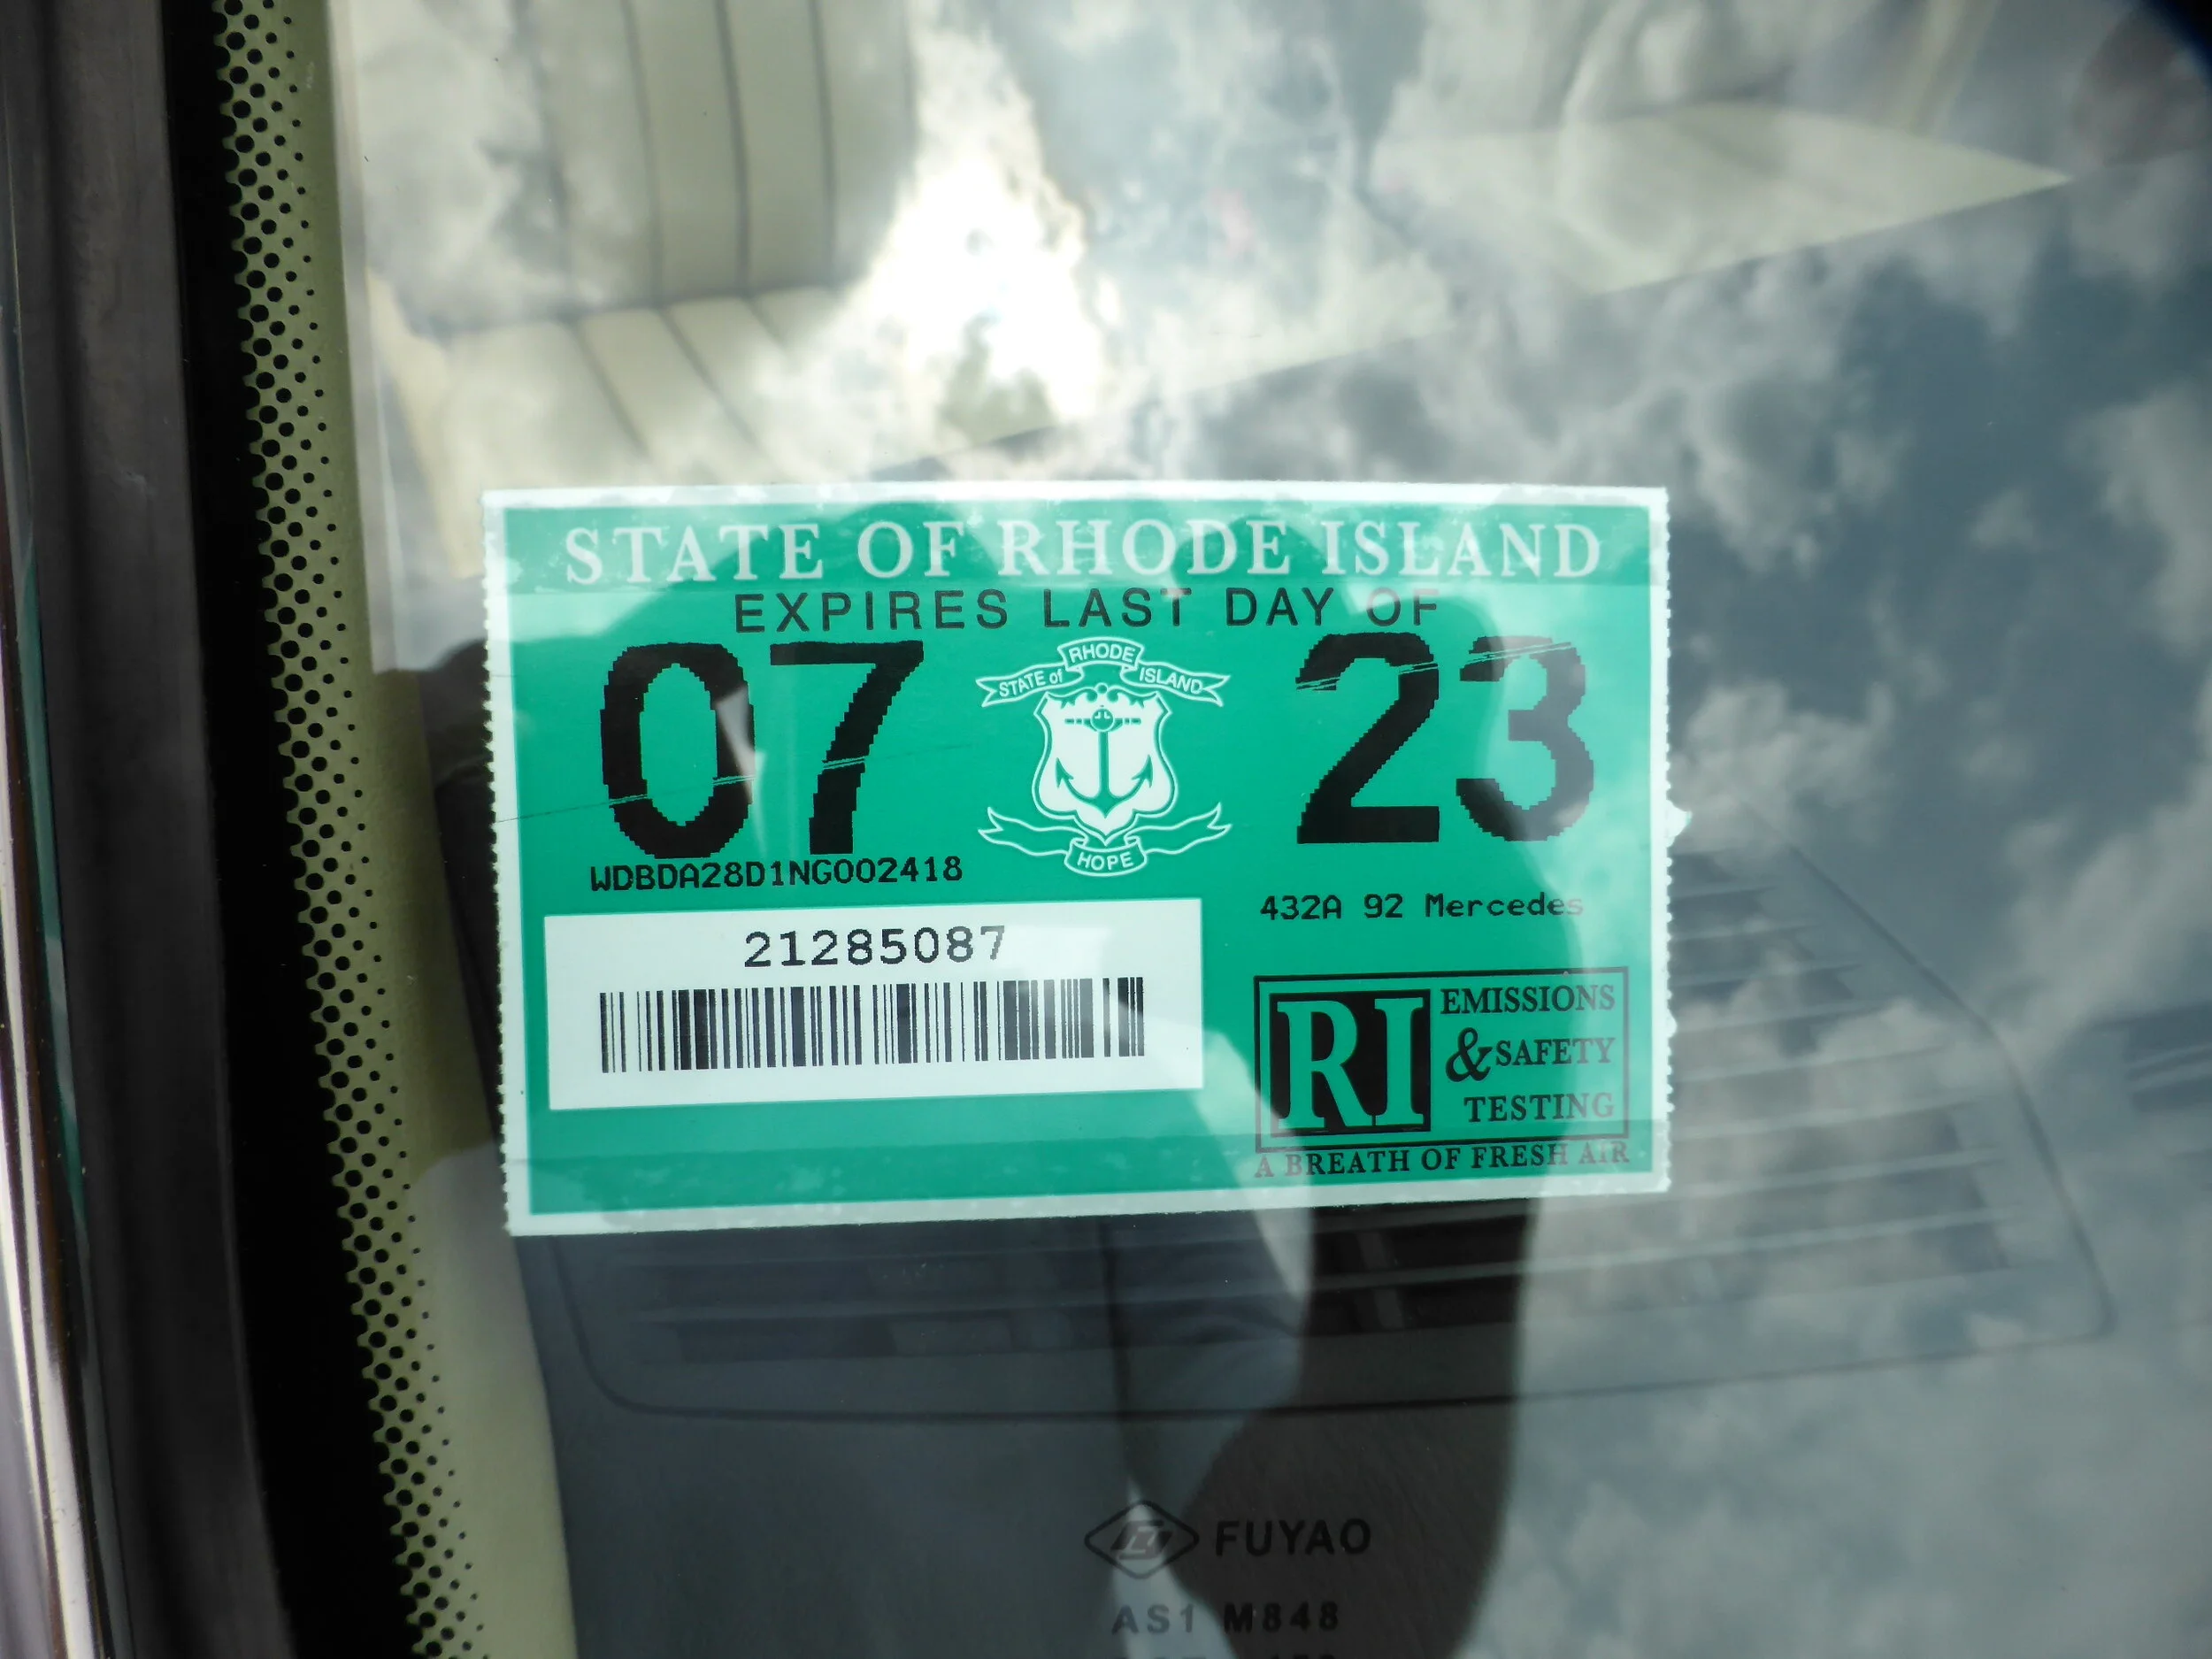 STATE OF RHODE ISLAND
EXPIRES LAST DAY OF
07 23
STATE of RHODE ISLAND
HOPE
WDBDA28D1NG002418
432A 92 Mercedes
21285087
RI EMISSIONS
& SAFETY
TESTING
A BREATH OF FRESH AIR
FUYAO
AS1 M848